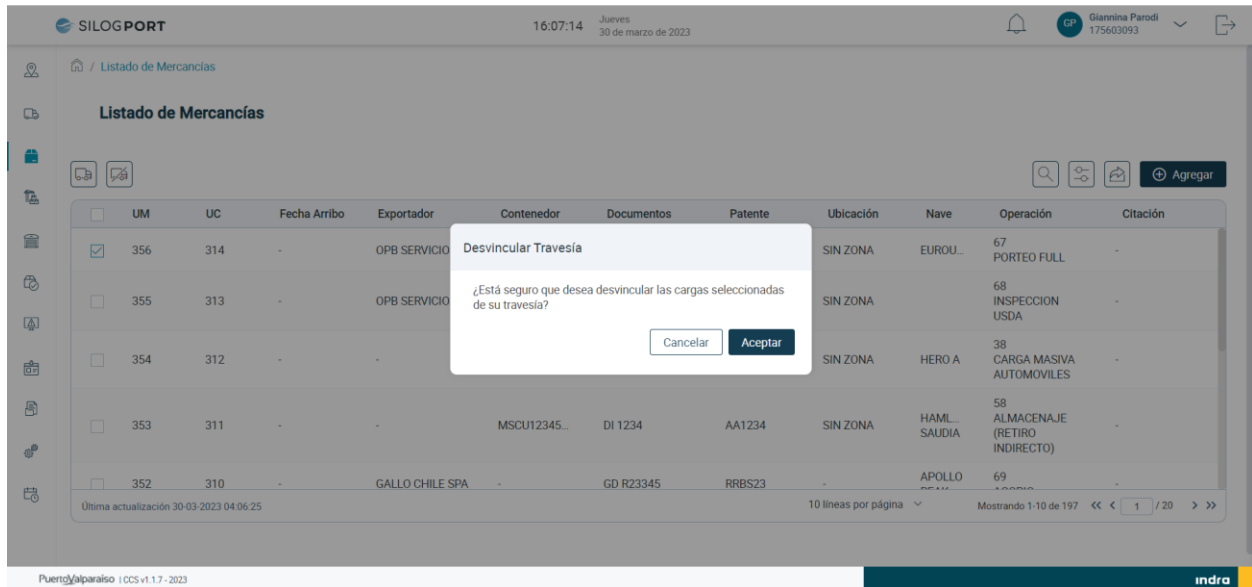 SILOGPORT
16:07:14
Jueves
30 de marzo de 2023
GP
Giannina Parodi
175603093
/ Listado de Mercancías
Listado de Mercancías
Agregar
UM UC Fecha Arribo Exportador Contenedor Documentos Patente Ubicación Nave Operación Citación
356 314 - OPB SERVICIO SIN ZONA EUROU... 67 -
PORTEO FULL
355 313 - OPB SERVICIO SIN ZONA 68 -
INSPECCION
USDA
354 312 - - SIN ZONA HERO A 38 -
CARGA MASIVA
AUTOMOVILES
353 311 - - MSCU12345... DI 1234 AA1234 SIN ZONA HAML... 58 -
SAUDIA ALMACENAJE
(RETIRO
INDIRECTO)
352 310 - GALLO CHILE SPA - GD R23345 RRBS23 - APOLLO 69 -
Desvincular Travesía
¿Está seguro que desea desvincular las cargas seleccionadas
de su travesía?
Cancelar Aceptar
Última actualización 30-03-2023 04:06:25
10 líneas por página
Mostrando 1-10 de 197 « < 1 / 20 > »
PuertoValparaíso | CCS v1.1.7 - 2023
indra